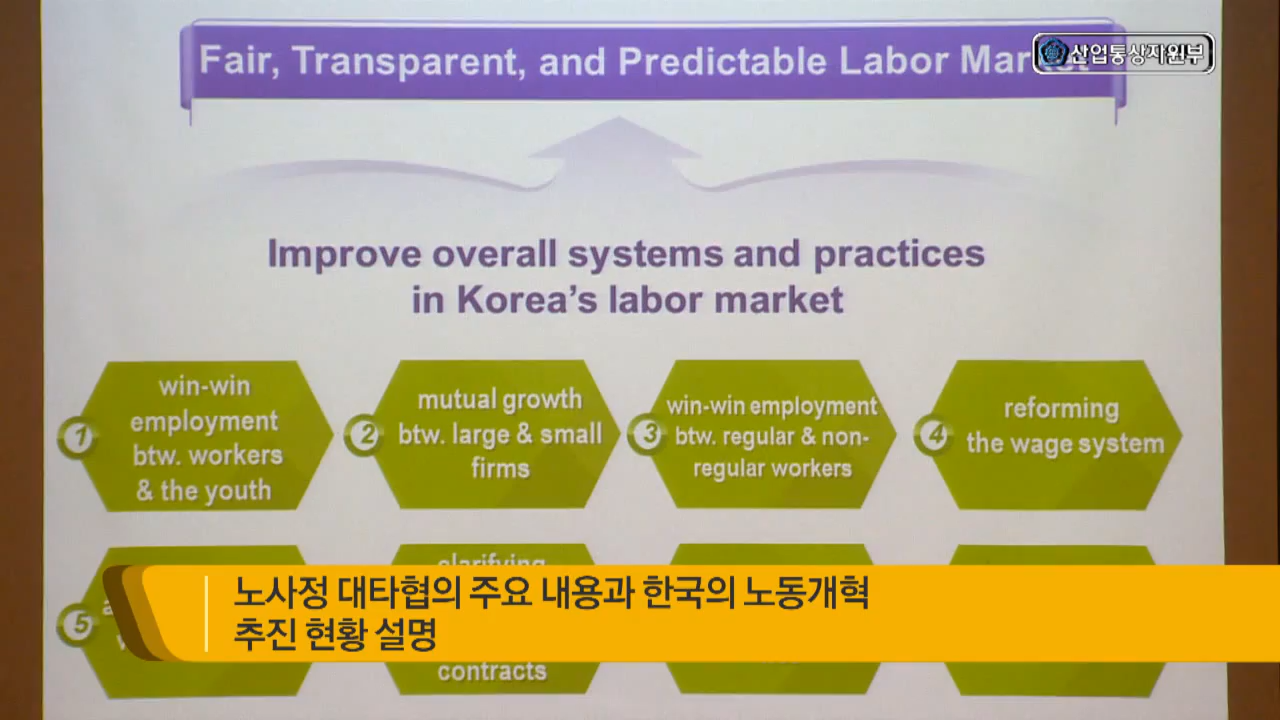 Fair, Transparent, and Predictable Labor Mar
산업통상자원부
Improve overall systems and practices
in Korea's labor market
1
win-win
employment
btw. workers
& the youth
2
mutual growth
btw. large & small
firms
3
win-win employment
btw. regular & non-
regular workers
4
reforming
the wage system
5
clarifying
contracts
노사정 대타협의 주요 내용과 한국의 노동개혁
추진 현황 설명